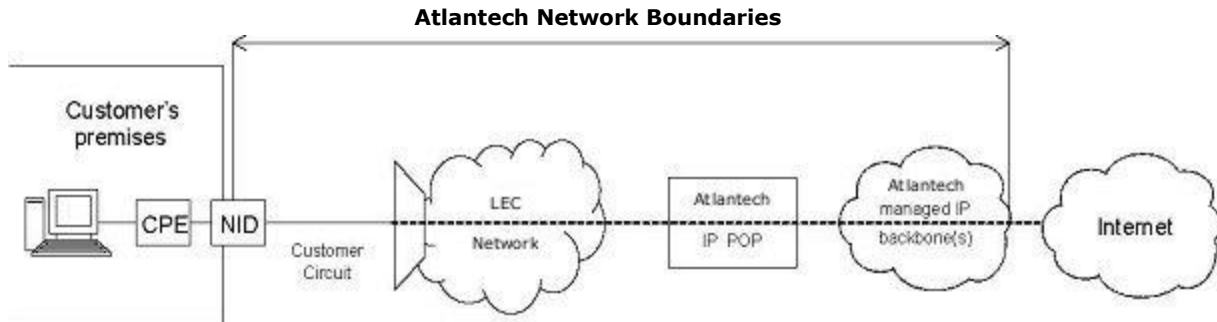 Atlantech Network Boundaries
Customer's
premises
CPE
NID
Customer
Circuit
LEC
Network
Atlantech
IP POP
Atlantech
managed IP
backbone(s)
Internet